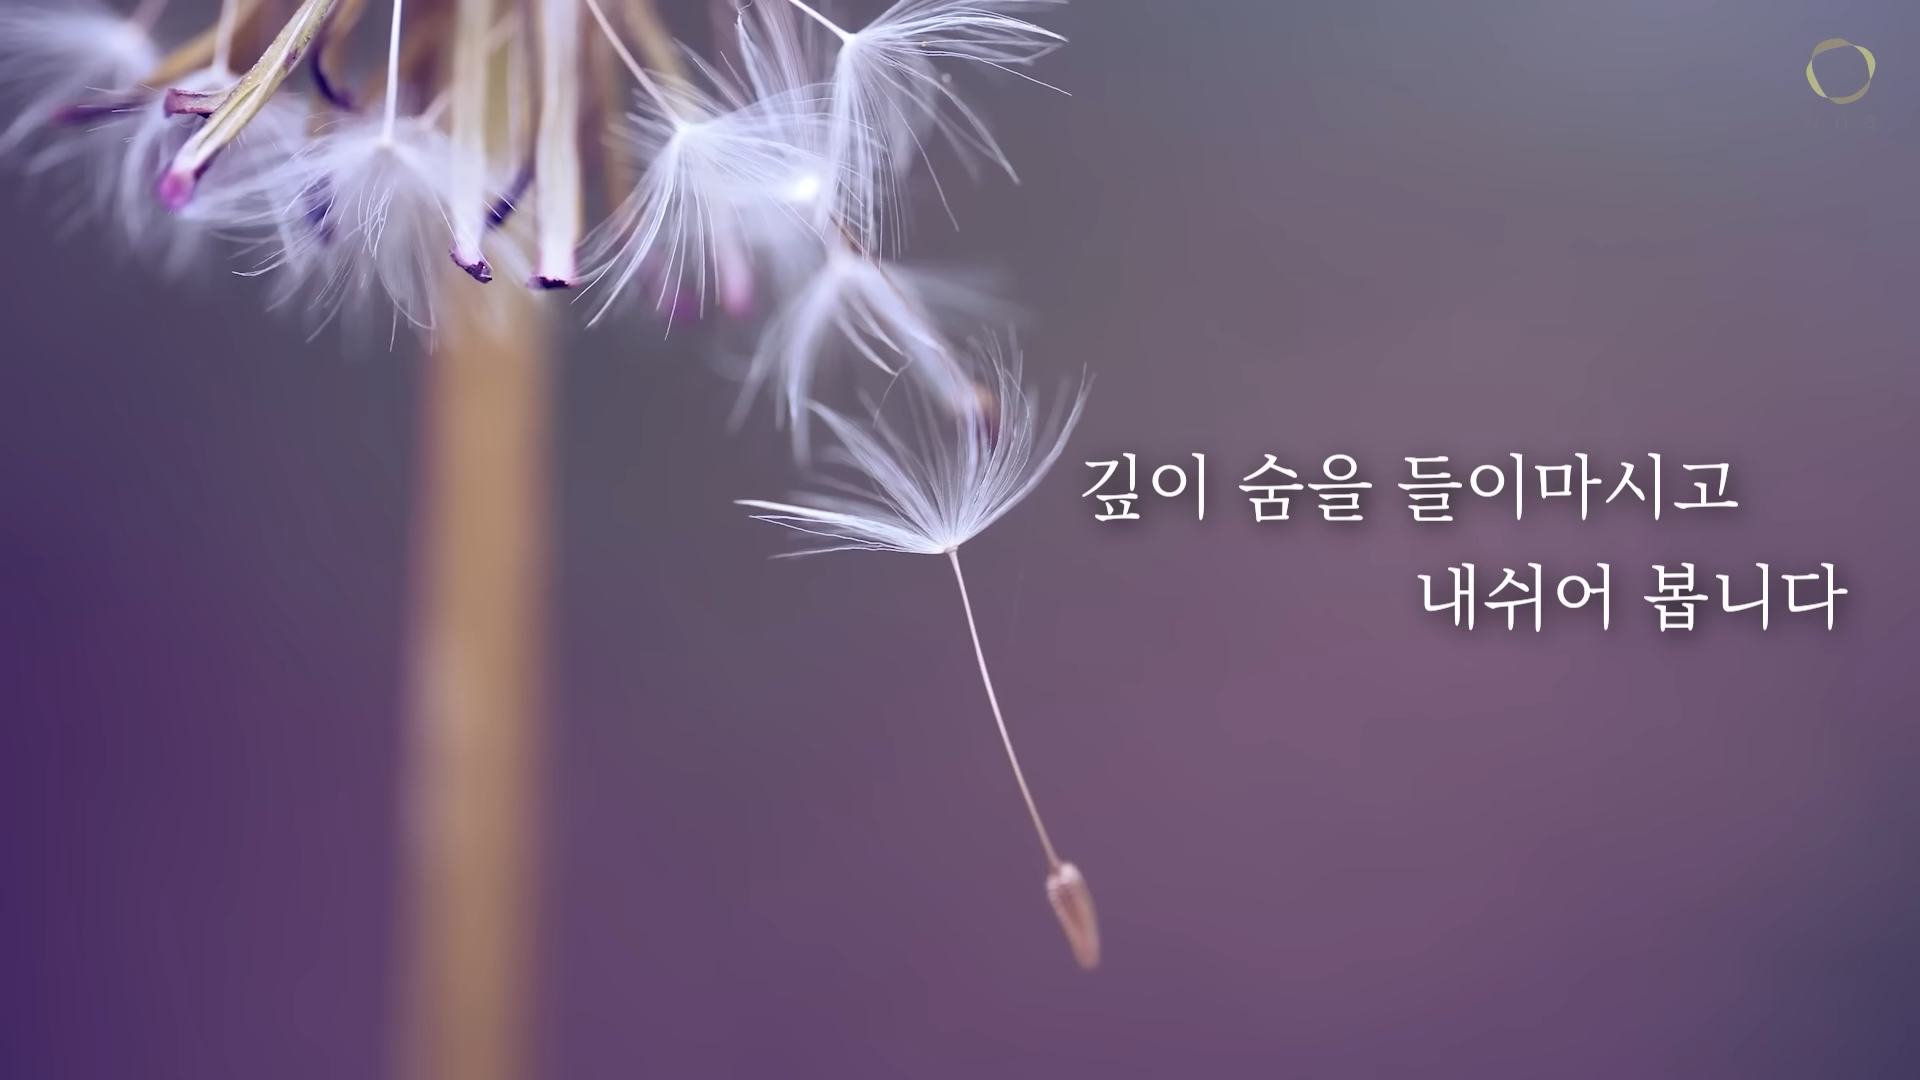 깊이 숨을 들이마시고
내쉬어 봅니다